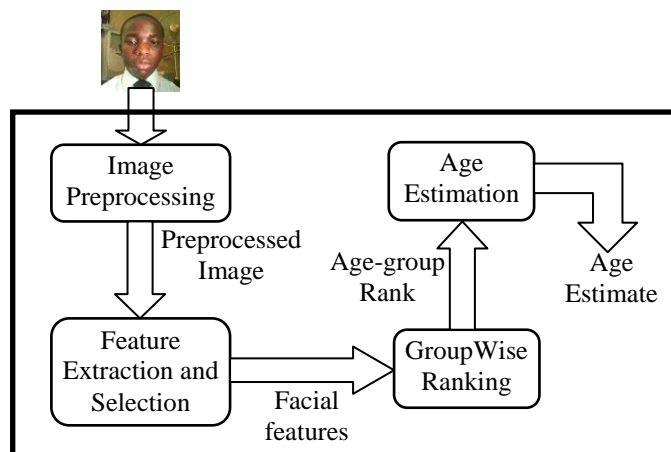 Image
Preprocessing
Preprocessed
Image
Feature
Extraction and
Selection
Facial
features
GroupWise
Ranking
Age-group
Rank
Age
Estimation
Age
Estimate